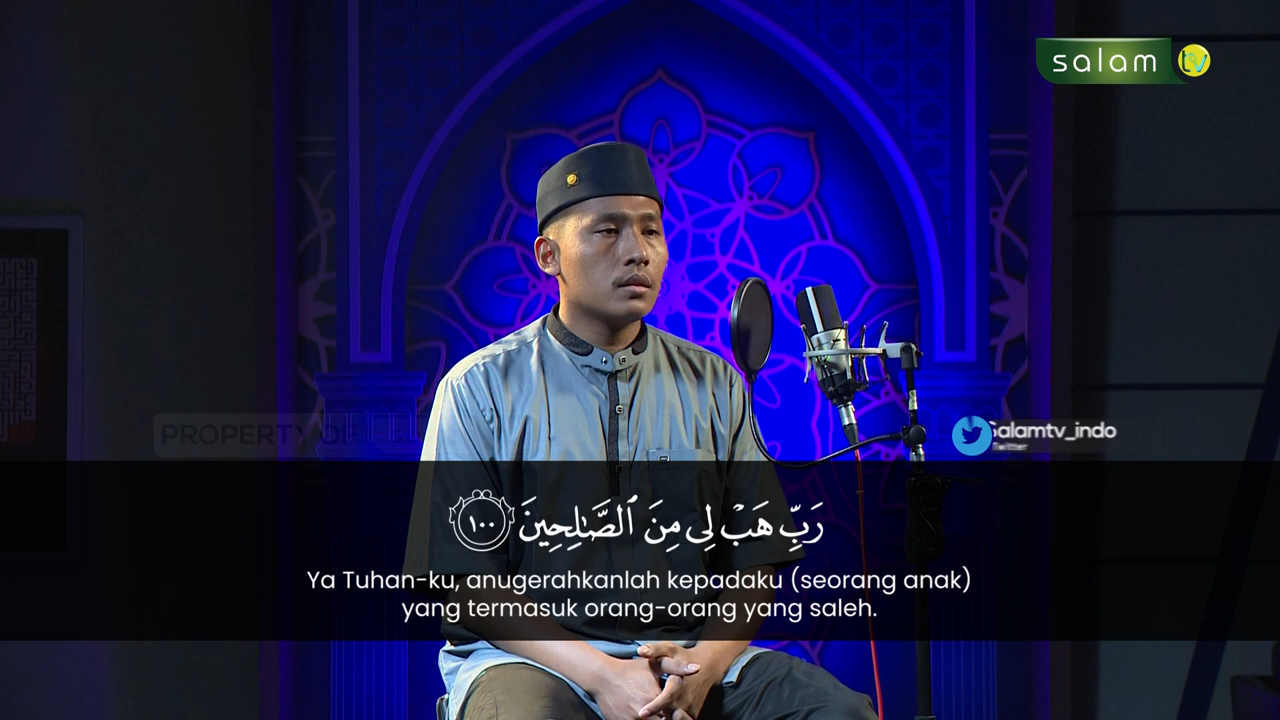 salam tv
PROPERTY OF
Salamtv_indo
Twitter
رَبِّ هَبْ لِى مِنَ ٱلصَّـٰلِحِينَ ١٠٠
Ya Tuhan-ku, anugerahkanlah kepadaku (seorang anak)
yang termasuk orang-orang yang saleh.